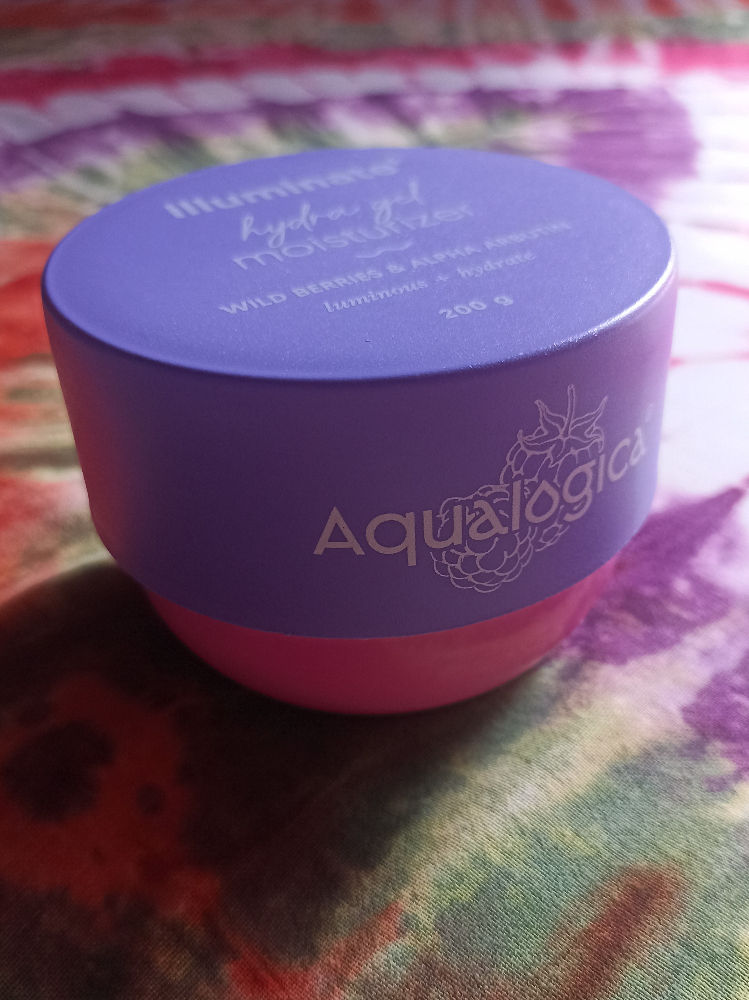 Illuminate
hydra gel
moisturizer
WILD BERRIES & ALPHA ARBUTIN
luminous + hydrate
200 g
Aqualogica